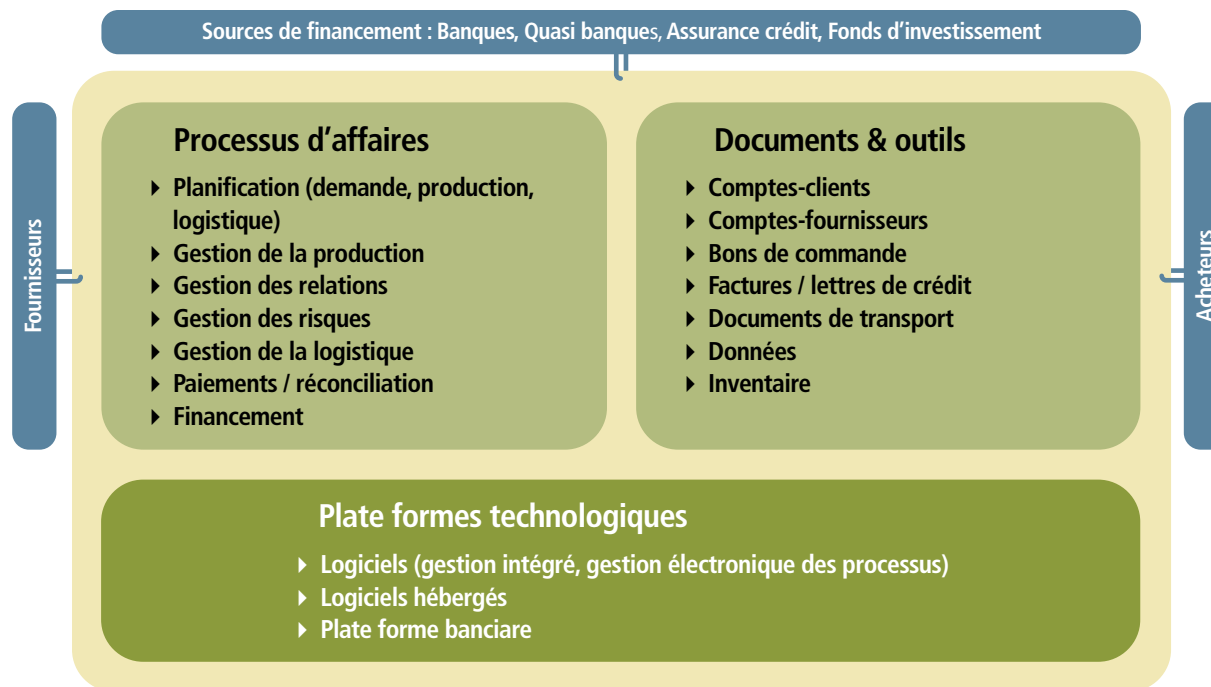 Sources de financement : Banques, Quasi banques, Assurance crédit, Fonds d’investissement
Fournisseurs
Processus d’affaires
Planification (demande, production,
logistique)
Gestion de la production
Gestion des relations
Gestion des risques
Gestion de la logistique
Paiements / réconciliation
Financement
Documents & outils
Comptes-clients
Comptes-fournisseurs
Bons de commande
Factures / lettres de crédit
Documents de transport
Données
Inventaire
Acheteurs
Plate formes technologiques
Logiciels (gestion intégré, gestion électronique des processus)
Logiciels hébergés
Plate forme banciare